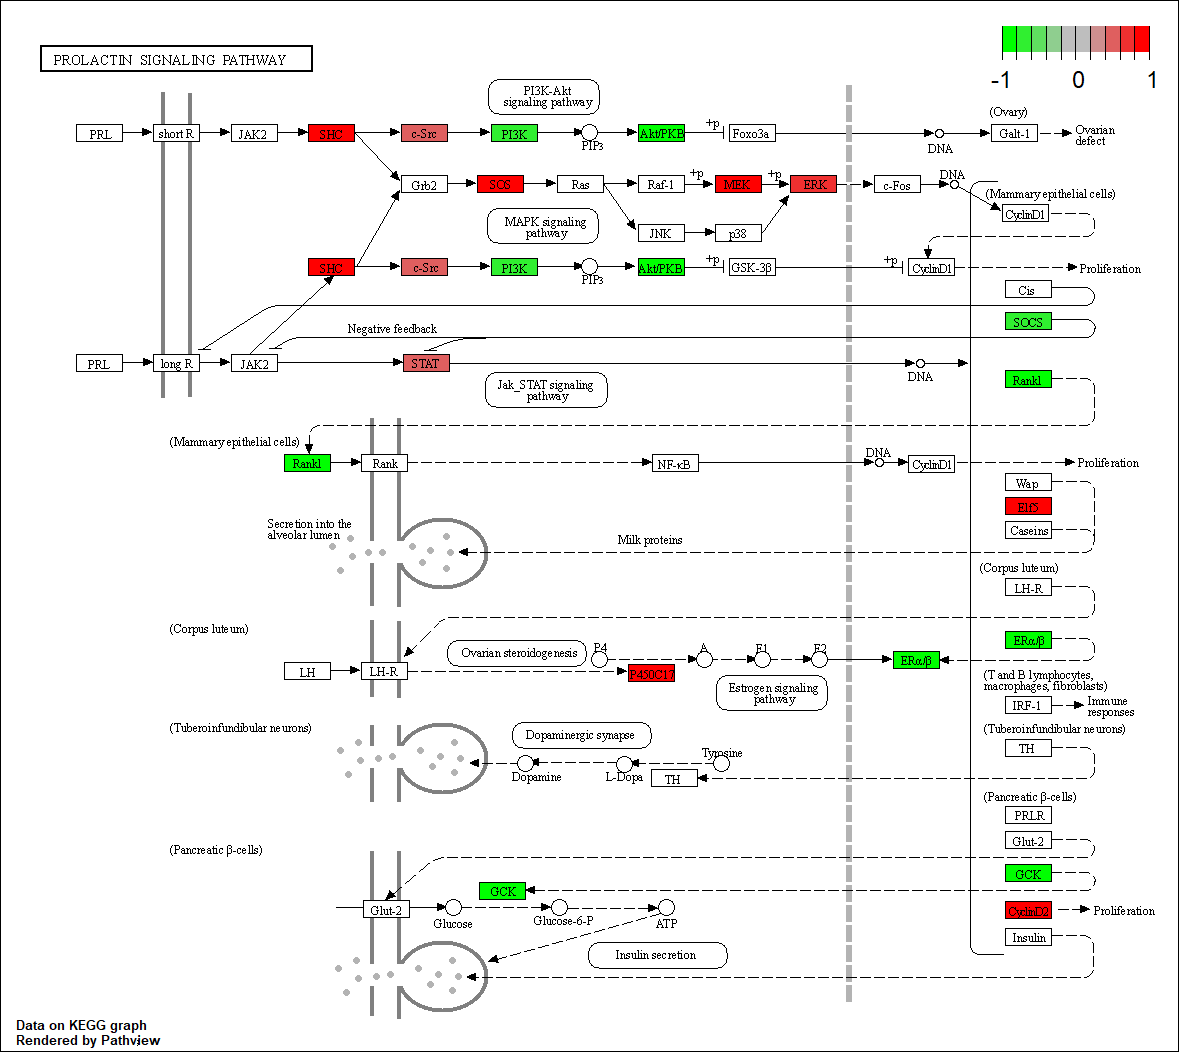 PROLACTIN SIGNALING PATHWAY
-1 0 1
PI3K-Akt
signaling pathway
(Ovary)
PRL short R JAK2 SHC c-Src PI3K PIP3 Akt/PKB +p Foxo3a DNA Galt-1 Ovarian
defect
Grb2 SOS Ras +p Raf-1 MEK +p ERK c-Fos DNA
(Mammary epithelial cells)
CyclinD1
MAPK signaling
pathway
JNK p38
SHC c-Src PI3K PIP3 Akt/PKB +p GSK-3β +p CyclinD1 Proliferation
Cis
SOCS
Negative feedback
PRL long R JAK2 STAT DNA
Jak_STAT signaling
pathway
Rankl
(Mammary epithelial cells)
Rankl Rank NF-κB DNA CyclinD1 Proliferation
Wap
Elf5
Caseins
Secretion into the
alveolar lumen
Milk proteins
(Corpus luteum)
LH-R
(Corpus luteum)
ERα/β
Ovarian steroidogenesis
P4 A E1 E2 ERα/β
LH LH-R P450C17
Estrogen signaling
pathway
(T and B lymphocytes,
macrophages, fibroblasts)
IRF-1 Immune
responses
(Tuberoinfundibular neurons)
(Tuberoinfundibular neurons)
TH
Dopaminergic synapse
Dopamine L-Dopa Tyrosine
TH
(Pancreatic β-cells)
PRLR
Glut-2
(Pancreatic β-cells)
GCK
GCK
Glut-2 Glucose Glucose-6-P ATP
CyclinD2 Proliferation
Insulin
Insulin secretion
Data on KEGG graph
Rendered by Pathview